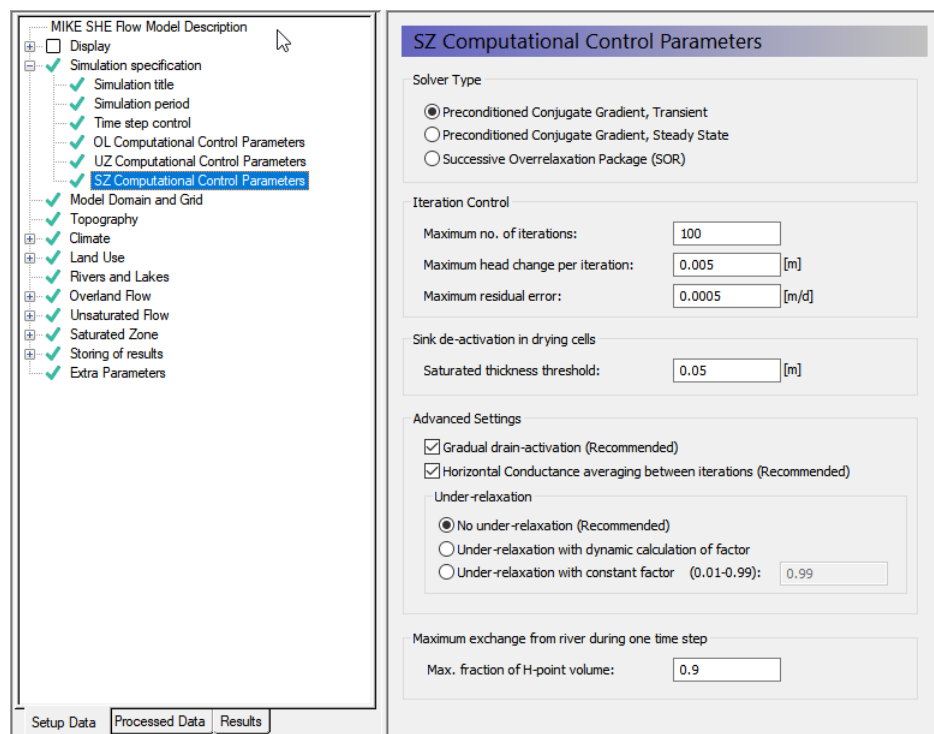 MIKE SHE Flow Model Description
Display
Simulation specification
Simulation title
Simulation period
Time step control
OL Computational Control Parameters
UZ Computational Control Parameters
SZ Computational Control Parameters
Model Domain and Grid
Topography
Climate
Land Use
Rivers and Lakes
Overland Flow
Unsaturated Flow
Saturated Zone
Storing of results
Extra Parameters
Setup Data Processed Data Results
SZ Computational Control Parameters
Solver Type
Preconditioned Conjugate Gradient, Transient
Preconditioned Conjugate Gradient, Steady State
Successive Overrelaxation Package (SOR)
Iteration Control
Maximum no. of iterations: 100
Maximum head change per iteration: 0.005 [m]
Maximum residual error: 0.0005 [m/d]
Sink de-activation in drying cells
Saturated thickness threshold: 0.05 [m]
Advanced Settings
Gradual drain-activation (Recommended)
Horizontal Conductance averaging between iterations (Recommended)
Under-relaxation
No under-relaxation (Recommended)
Under-relaxation with dynamic calculation of factor
Under-relaxation with constant factor (0.01-0.99): 0.99
Maximum exchange from river during one time step
Max. fraction of H-point volume: 0.9